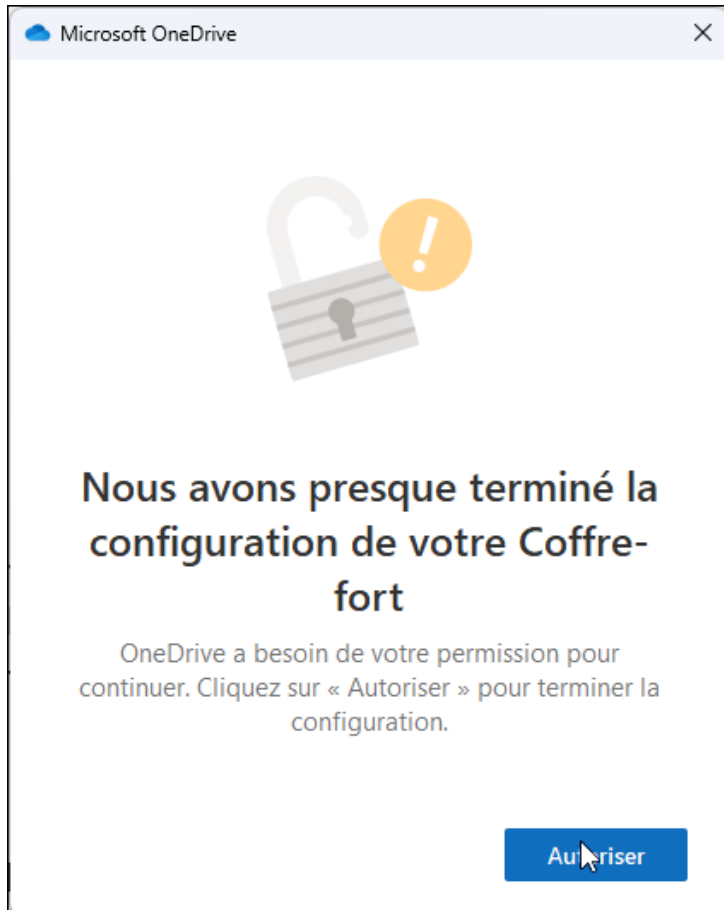 Microsoft OneDrive
Nous avons presque terminé la
configuration de votre Coffre-
fort
OneDrive a besoin de votre permission pour
continuer. Cliquez sur « Autoriser » pour terminer la
configuration.
Autoriser